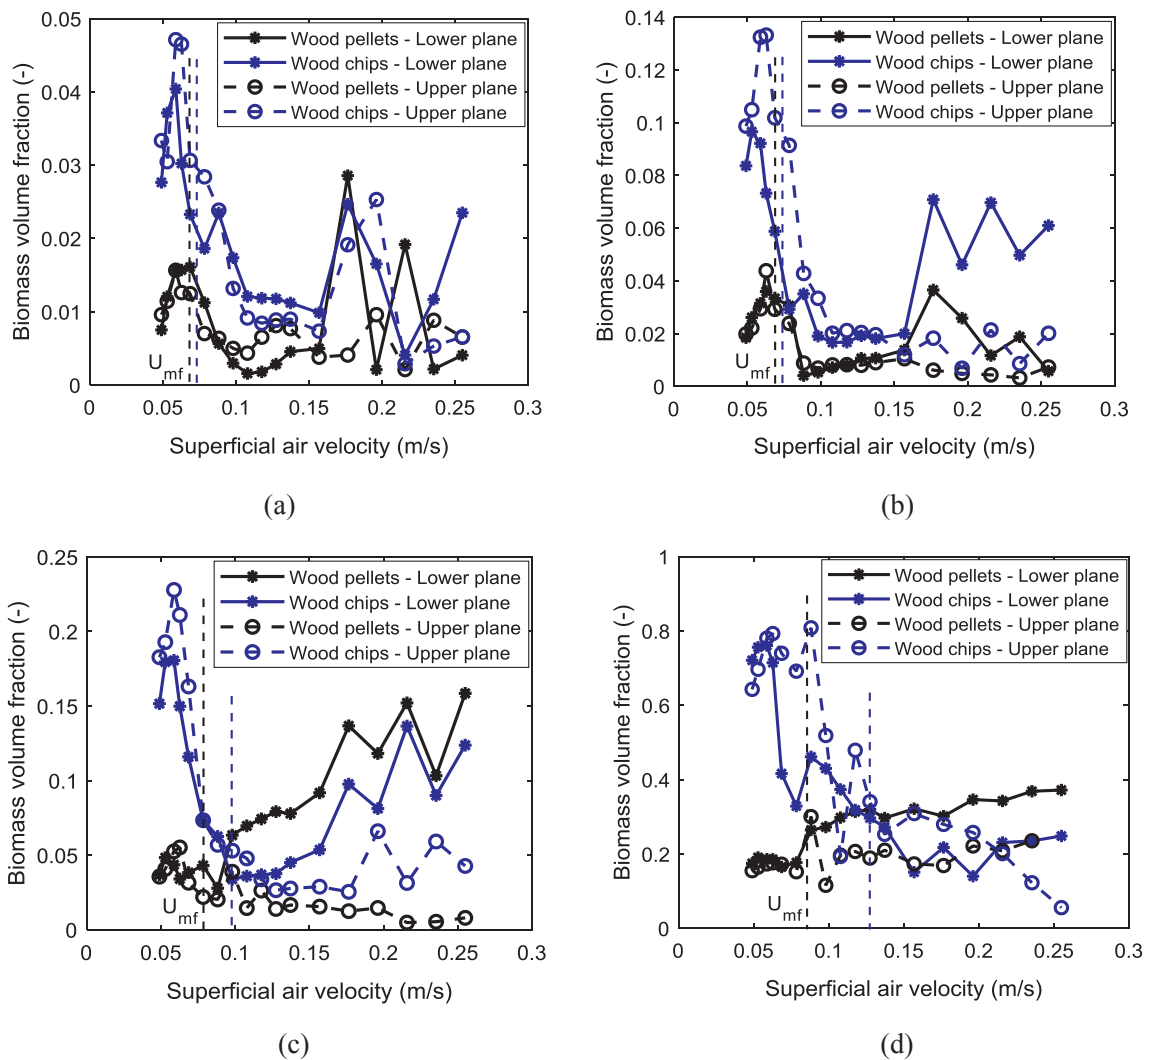 0.05
0.04
0.03
0.02
0.01
0
Biomass volume fraction (-)
Wood pellets - Lower plane
Wood chips - Lower plane
Wood pellets - Upper plane
Wood chips - Upper plane
Umf
0 0.05 0.1 0.15 0.2 0.25 0.3
Superficial air velocity (m/s)
(a)
0.14
0.12
0.1
0.08
0.06
0.04
0.02
0
Biomass volume fraction (-)
Wood pellets - Lower plane
Wood chips - Lower plane
Wood pellets - Upper plane
Wood chips - Upper plane
Umf
0 0.05 0.1 0.15 0.2 0.25 0.3
Superficial air velocity (m/s)
(b)
0.25
0.2
0.15
0.1
0.05
0
Biomass volume fraction (-)
Wood pellets - Lower plane
Wood chips - Lower plane
Wood pellets - Upper plane
Wood chips - Upper plane
Umf
0 0.05 0.1 0.15 0.2 0.25 0.3
Superficial air velocity (m/s)
(c)
1
0.8
0.6
0.4
0.2
0
Biomass volume fraction (-)
Wood pellets - Lower plane
Wood chips - Lower plane
Wood pellets - Upper plane
Wood chips - Upper plane
Umf
0 0.05 0.1 0.15 0.2 0.25 0.3
Superficial air velocity (m/s)
(d)